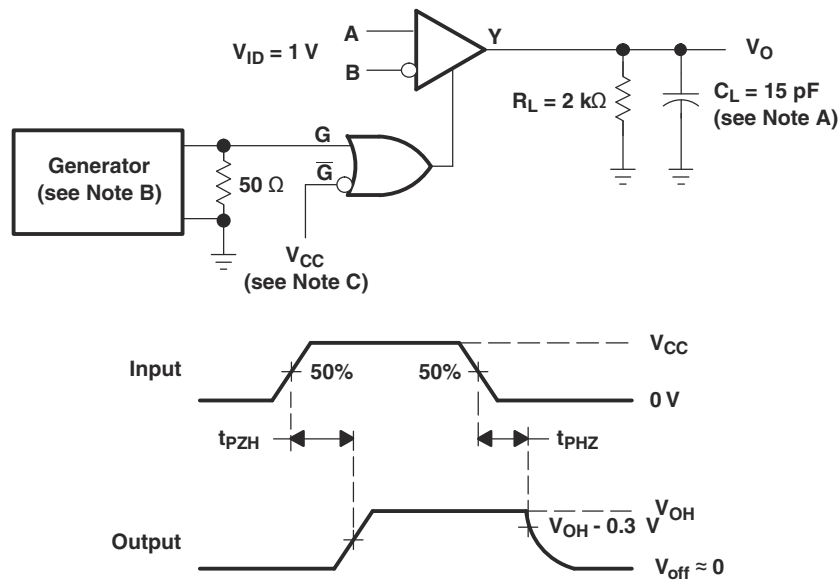 A
Y
V_O
V_ID = 1 V
B
R_L = 2 kΩ
C_L = 15 pF
(see Note A)
G
G̅
Generator
(see Note B)
50 Ω
V_CC
(see Note C)
V_CC
Input
50%
50%
0 V
t_PZH
t_PHZ
V_OH
V_OH - 0.3 V
Output
V_off ≈ 0